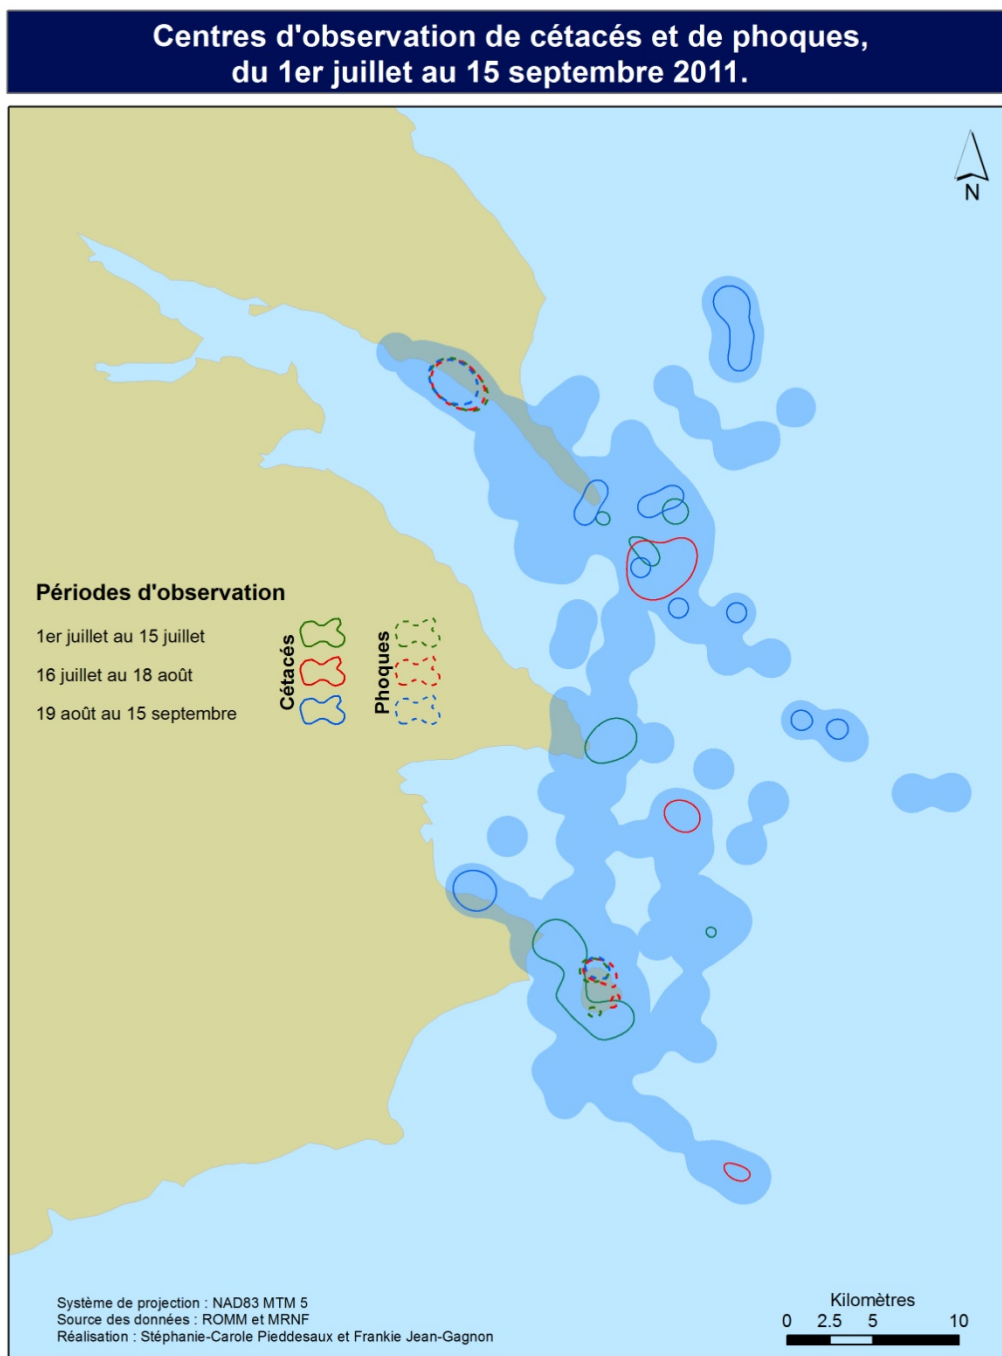 Centres d'observation de cétacés et de phoques,
du 1er juillet au 15 septembre 2011.
N
Périodes d'observation
1er juillet au 15 juillet
16 juillet au 18 août
19 août au 15 septembre
Cétacés
Phoques
Système de projection : NAD83 MTM 5
Source des données : ROMM et MRNF
Réalisation : Stéphanie-Carole Pieddesaux et Frankie Jean-Gagnon
Kilomètres
0 2.5 5 10